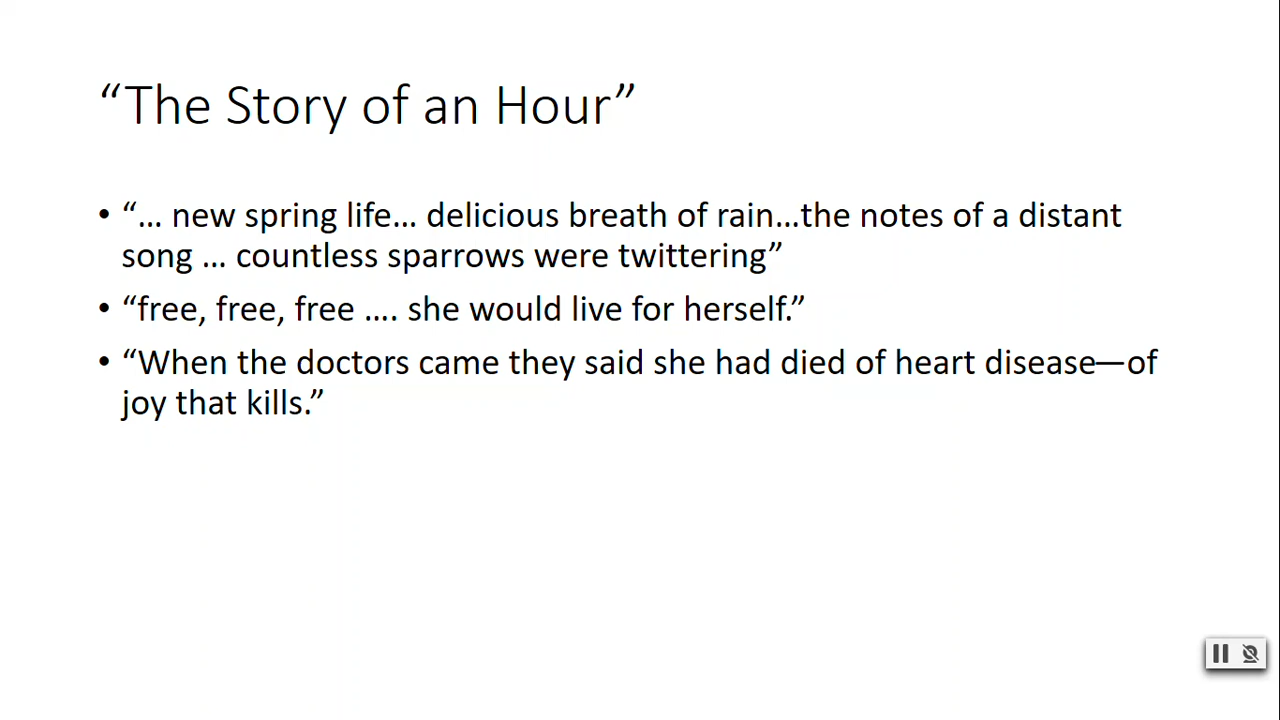 “The Story of an Hour”
• “… new spring life… delicious breath of rain…the notes of a distant
song … countless sparrows were twittering”
• “free, free, free …. she would live for herself.”
• “When the doctors came they said she had died of heart disease—of
joy that kills.”